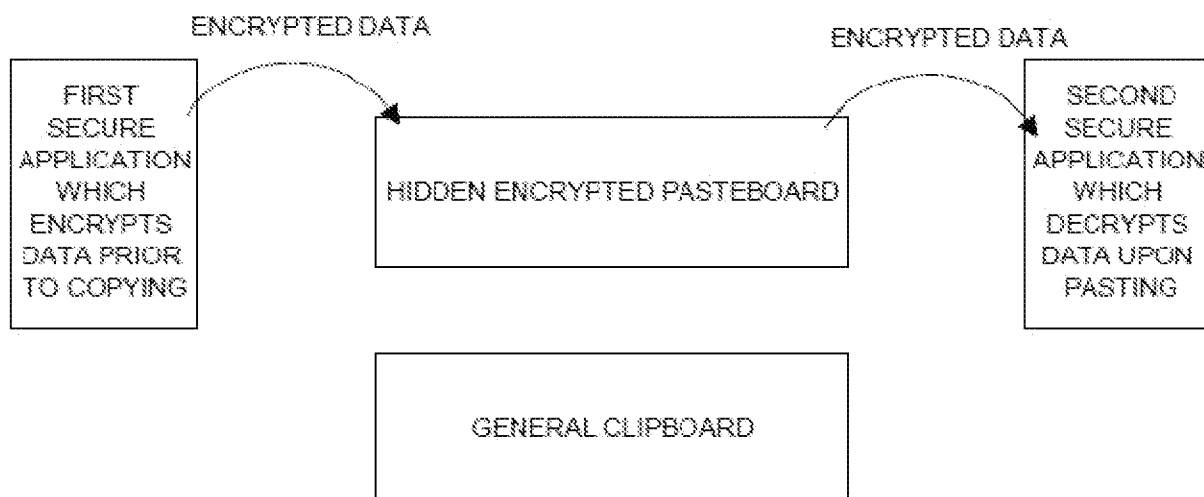 ENCRYPTED DATA
ENCRYPTED DATA
FIRST
SECURE
APPLICATION
WHICH
ENCRYPTS
DATA PRIOR
TO COPYING
HIDDEN ENCRYPTED PASTEBOARD
SECOND
SECURE
APPLICATION
WHICH
DECRYPTS
DATA UPON
PASTING
GENERAL CLIPBOARD